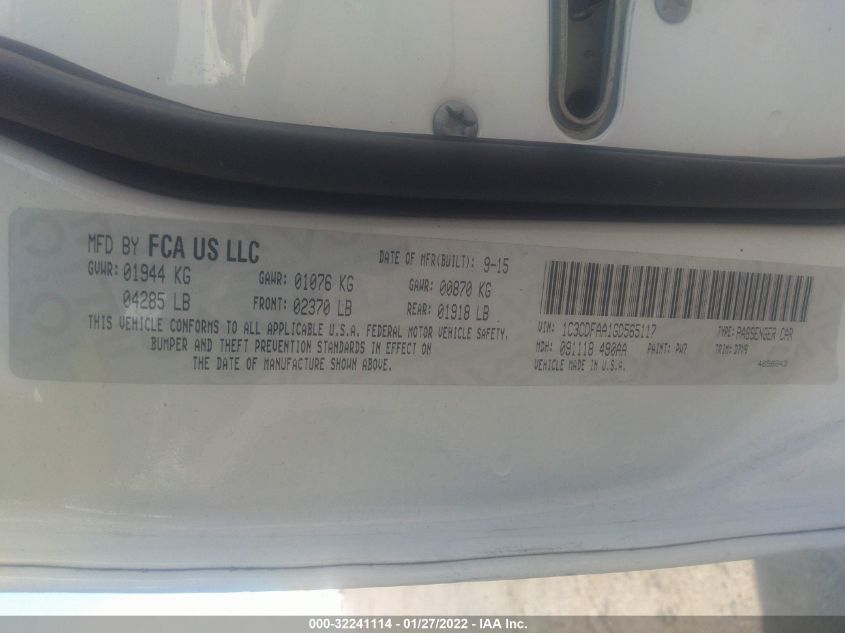 MFD BY FCA US LLC
DATE OF MFR(BUILT): 9-15
GVWR: 01944 KG
GAWR: 01076 KG
GAWR: 00870 KG
04285 LB
FRONT: 02370 LB
REAR: 01918 LB
THIS VEHICLE CONFORMS TO ALL APPLICABLE U.S.A. FEDERAL MOTOR VEHICLE SAFETY,
BUMPER AND THEFT PREVENTION STANDARDS IN EFFECT ON
THE DATE OF MANUFACTURE SHOWN ABOVE.
VIN: 1C3CDFAA1GD565117
TYPE: PASSENGER CAR
MDH: 091118 490AA
PAINT: PW7
TRIM: D7M9
VEHICLE MADE IN U.S.A.
000-32241114 - 01/27/2022 - IAA Inc.